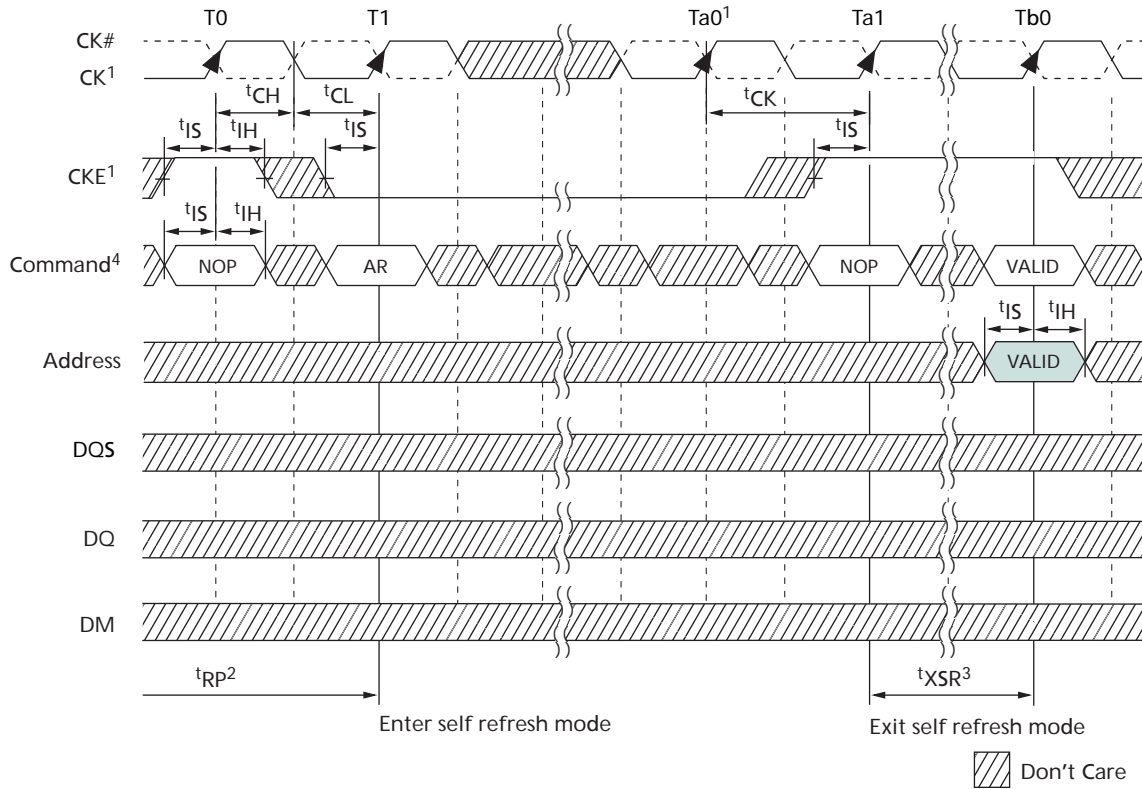 T0 T1 Ta0¹ Ta1 Tb0
CK#
CK¹
tCH tCL tCK
tIS tIH tIS tIS
CKE¹
tIS tIH
Command⁴ NOP AR NOP VALID
tIS tIH
Address VALID
DQS
DQ
DM
tRP² tXSR³
Enter self refresh mode Exit self refresh mode
Don't Care